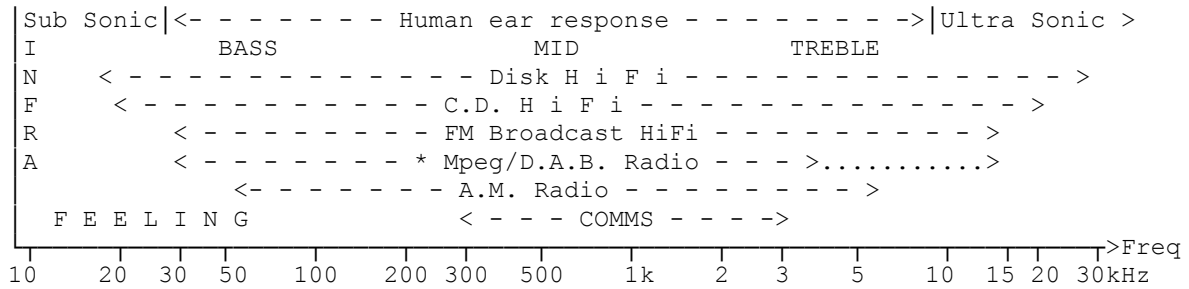 |Sub Sonic|<- - - - - - - Human ear response - - - - - - - ->|Ultra Sonic >
I BASS MID TREBLE
N < - - - - - - - - - - - - Disk H i F i - - - - - - - - - - - - - >
F < - - - - - - - - - - C.D. H i F i - - - - - - - - - - - - - >
R < - - - - - - - - FM Broadcast HiFi - - - - - - - - - >
A < - - - - - - - * Mpeg/D.A.B. Radio - - - >...........>
<- - - - - - - A.M. Radio - - - - - - - - >
F E E L I N G < - - - COMMS - - - ->
>Freq
10 20 30 50 100 200 300 500 1k 2 3 5 10 15 20 30kHz